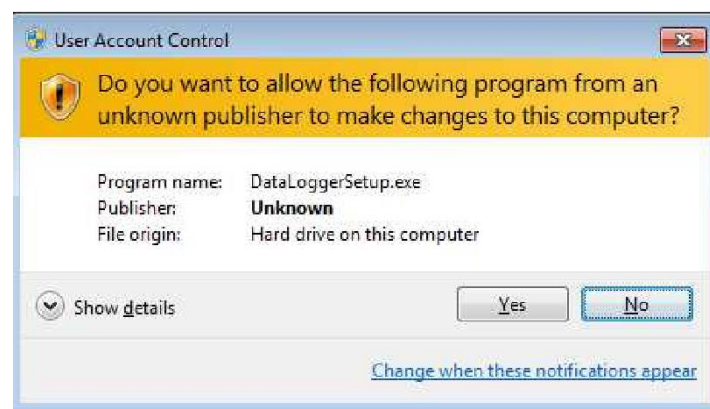 User Account Control
Do you want to allow the following program from an
unknown publisher to make changes to this computer?
Program name: DataLoggerSetup.exe
Publisher: Unknown
File origin: Hard drive on this computer
Show details Yes No
Change when these notifications appear